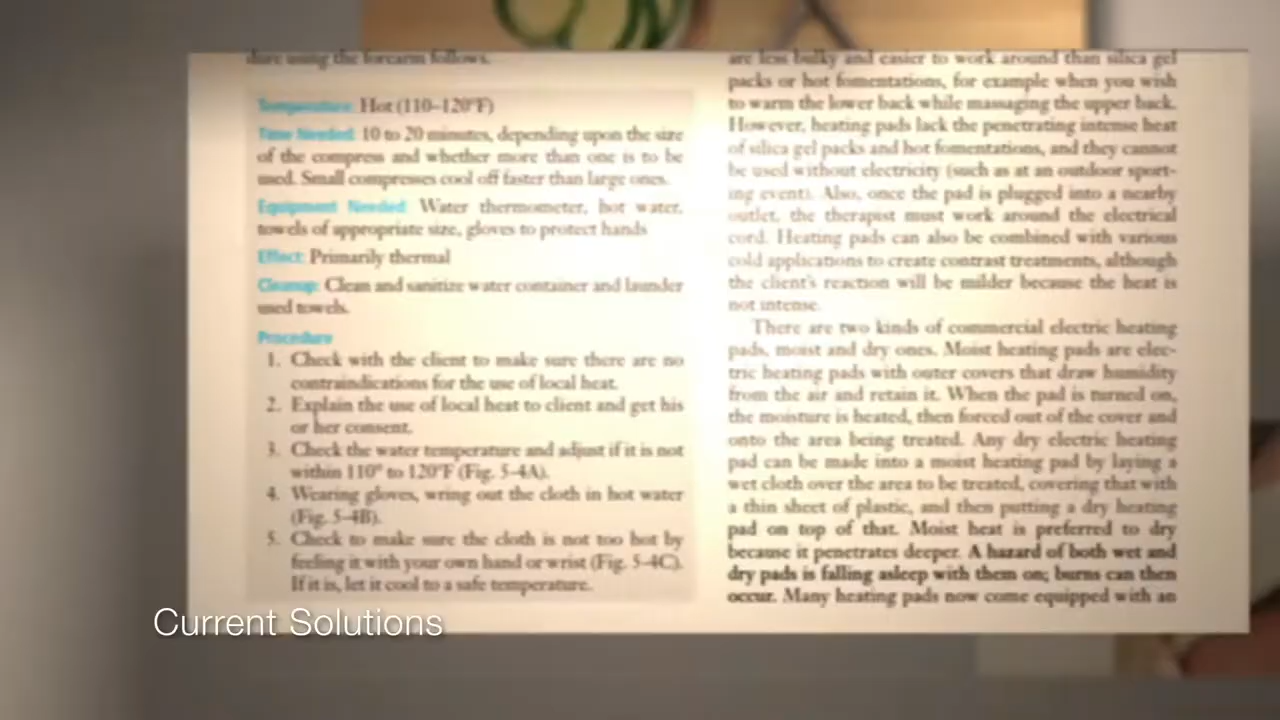 dure using the forearm follows.
Temperature: Hot (110–120°F)
Time Needed: 10 to 20 minutes, depending upon the size
of the compress and whether more than one is to be
used. Small compresses cool off faster than large ones.
Equipment Needed: Water thermometer, hot water,
towels of appropriate size, gloves to protect hands
Effect: Primarily thermal
Cleanup: Clean and sanitize water container and launder
used towels.
Procedure
1. Check with the client to make sure there are no
contraindications for the use of local heat.
2. Explain the use of local heat to client and get his
or her consent.
3. Check the water temperature and adjust if it is not
within 110° to 120°F (Fig. 5-4A).
4. Wearing gloves, wring out the cloth in hot water
(Fig. 5-4B).
5. Check to make sure the cloth is not too hot by
feeling it with your own hand or wrist (Fig. 5-4C).
If it is, let it cool to a safe temperature.
are less bulky and easier to work around than silica gel
packs or hot fomentations, for example when you wish
to warm the lower back while massaging the upper back.
However, heating pads lack the penetrating intense heat
of silica gel packs and hot fomentations, and they cannot
be used without electricity (such as at an outdoor sport-
ing event). Also, once the pad is plugged into a nearby
outlet, the therapist must work around the electrical
cord. Heating pads can also be combined with various
cold applications to create contrast treatments, although
the client's reaction will be milder because the heat is
not intense.
There are two kinds of commercial electric heating
pads, moist and dry ones. Moist heating pads are elec-
tric heating pads with outer covers that draw humidity
from the air and retain it. When the pad is turned on,
the moisture is heated, then forced out of the cover and
onto the area being treated. Any dry electric heating
pad can be made into a moist heating pad by laying a
wet cloth over the area to be treated, covering that with
a thin sheet of plastic, and then putting a dry heating
pad on top of that. Moist heat is preferred to dry
because it penetrates deeper. A hazard of both wet and
dry pads is falling asleep with them on; burns can then
occur. Many heating pads now come equipped with an
Current Solutions